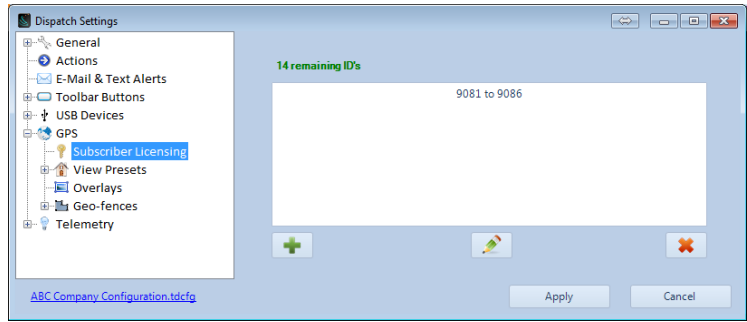 Dispatch Settings
General
Actions
E-Mail & Text Alerts
Toolbar Buttons
USB Devices
GPS
Subscriber Licensing
View Presets
Overlays
Geo-fences
Telemetry
14 remaining ID's
9081 to 9086
ABC Company Configuration.tdcfg
Apply
Cancel